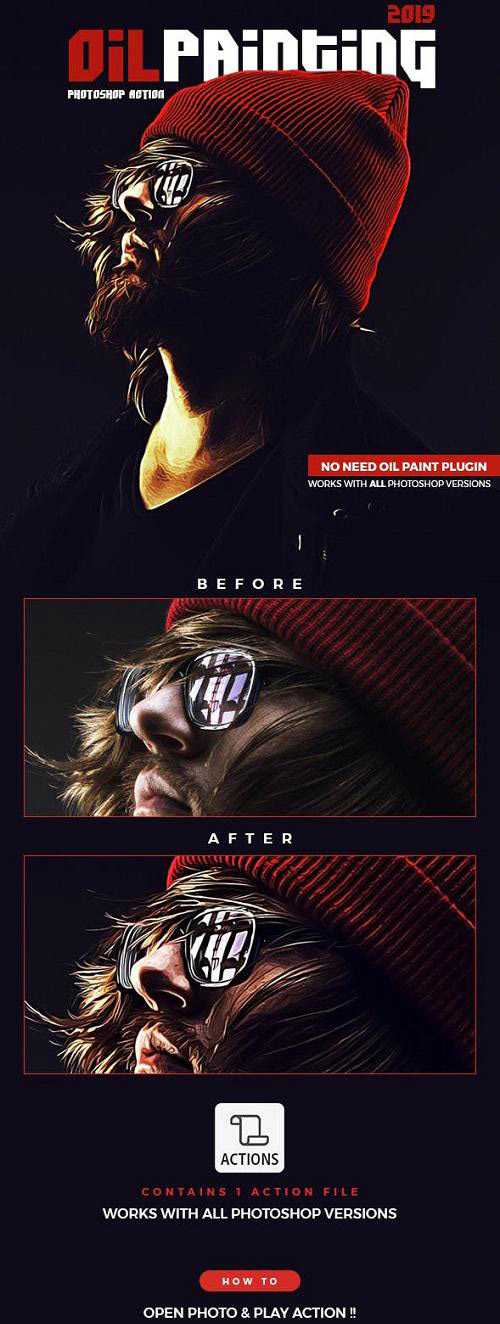 2019
OiLPAintinG
PHOTOSHOP ACTION
NO NEED OIL PAINT PLUGIN
WORKS WITH ALL PHOTOSHOP VERSIONS
BEFORE
AFTER
ACTIONS
CONTAINS 1 ACTION FILE
WORKS WITH ALL PHOTOSHOP VERSIONS
HOW TO
OPEN PHOTO & PLAY ACTION !!